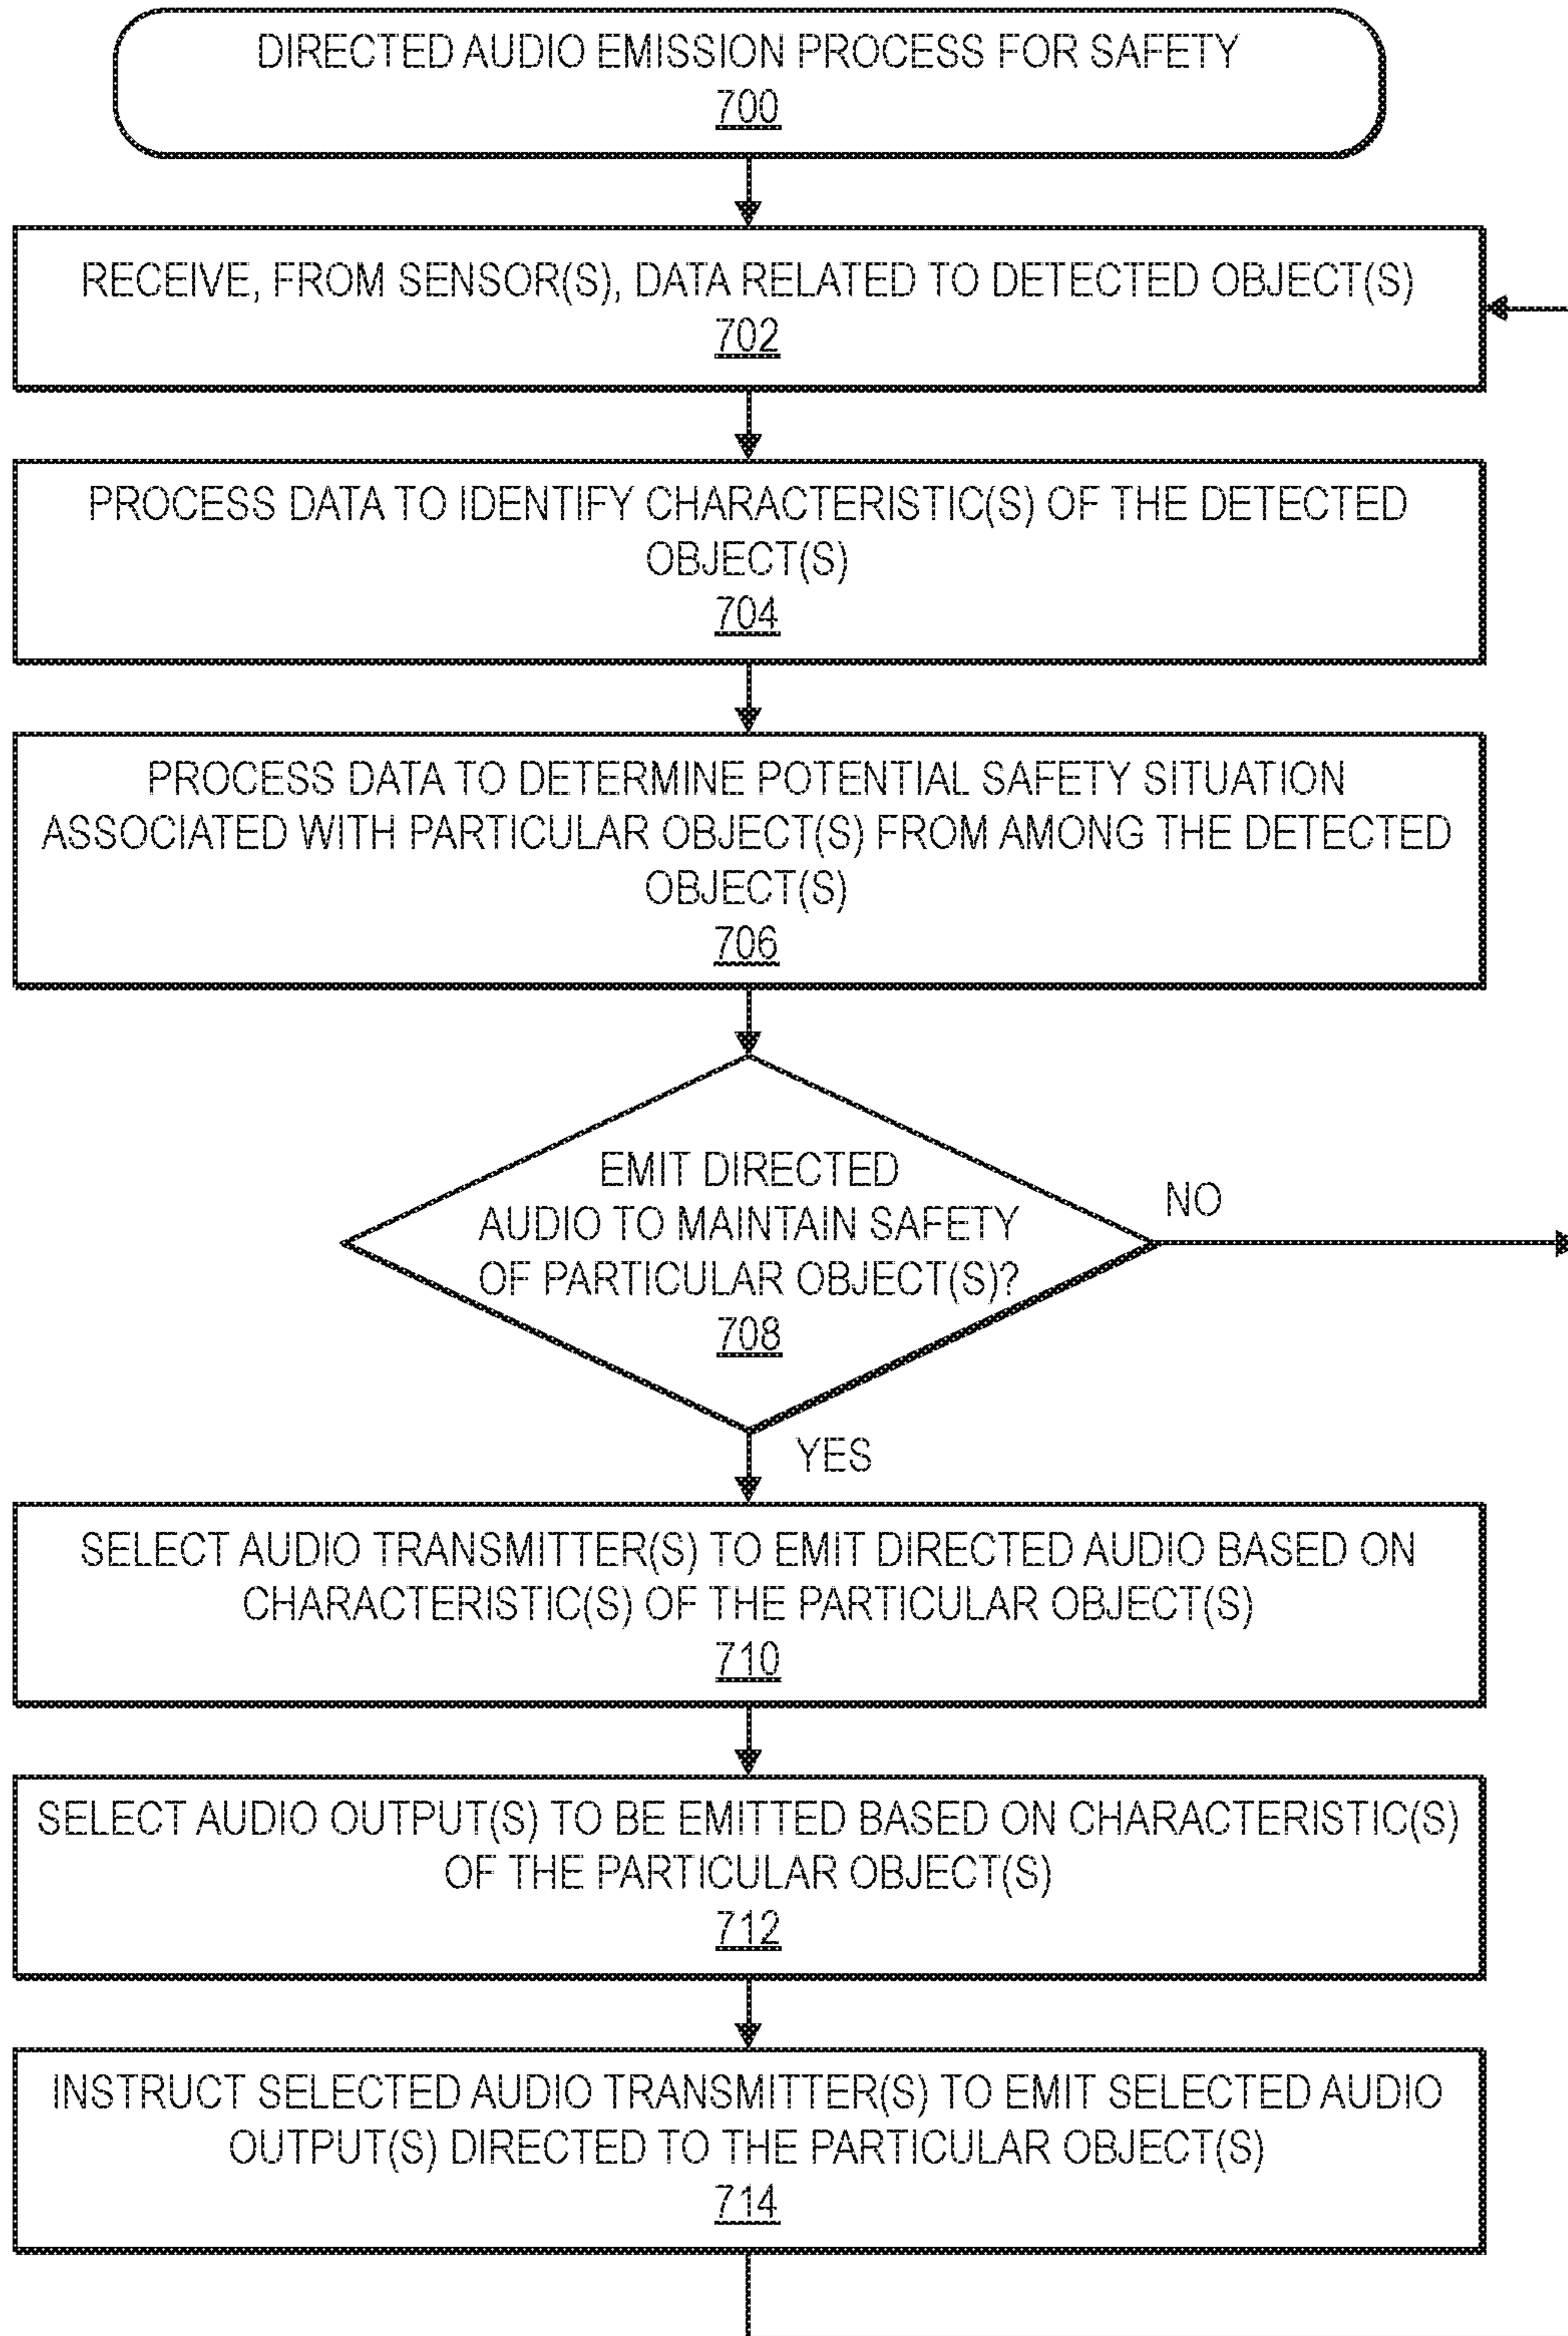 DIRECTED AUDIO EMISSION PROCESS FOR SAFETY
700
RECEIVE, FROM SENSOR(S), DATA RELATED TO DETECTED OBJECT(S)
702
PROCESS DATA TO IDENTIFY CHARACTERISTIC(S) OF THE DETECTED
OBJECT(S)
704
PROCESS DATA TO DETERMINE POTENTIAL SAFETY SITUATION
ASSOCIATED WITH PARTICULAR OBJECT(S) FROM AMONG THE DETECTED
OBJECT(S)
706
EMIT DIRECTED
AUDIO TO MAINTAIN SAFETY
OF PARTICULAR OBJECT(S)?
708
NO
YES
SELECT AUDIO TRANSMITTER(S) TO EMIT DIRECTED AUDIO BASED ON
CHARACTERISTIC(S) OF THE PARTICULAR OBJECT(S)
710
SELECT AUDIO OUTPUT(S) TO BE EMITTED BASED ON CHARACTERISTIC(S)
OF THE PARTICULAR OBJECT(S)
712
INSTRUCT SELECTED AUDIO TRANSMITTER(S) TO EMIT SELECTED AUDIO
OUTPUT(S) DIRECTED TO THE PARTICULAR OBJECT(S)
714